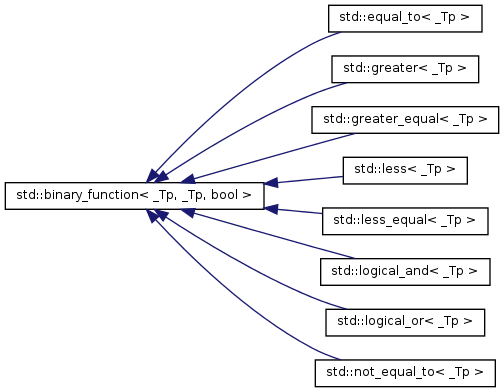 std::equal_to< _Tp >
std::greater< _Tp >
std::greater_equal< _Tp >
std::less< _Tp >
std::binary_function< _Tp, _Tp, bool >
std::less_equal< _Tp >
std::logical_and< _Tp >
std::logical_or< _Tp >
std::not_equal_to< _Tp >